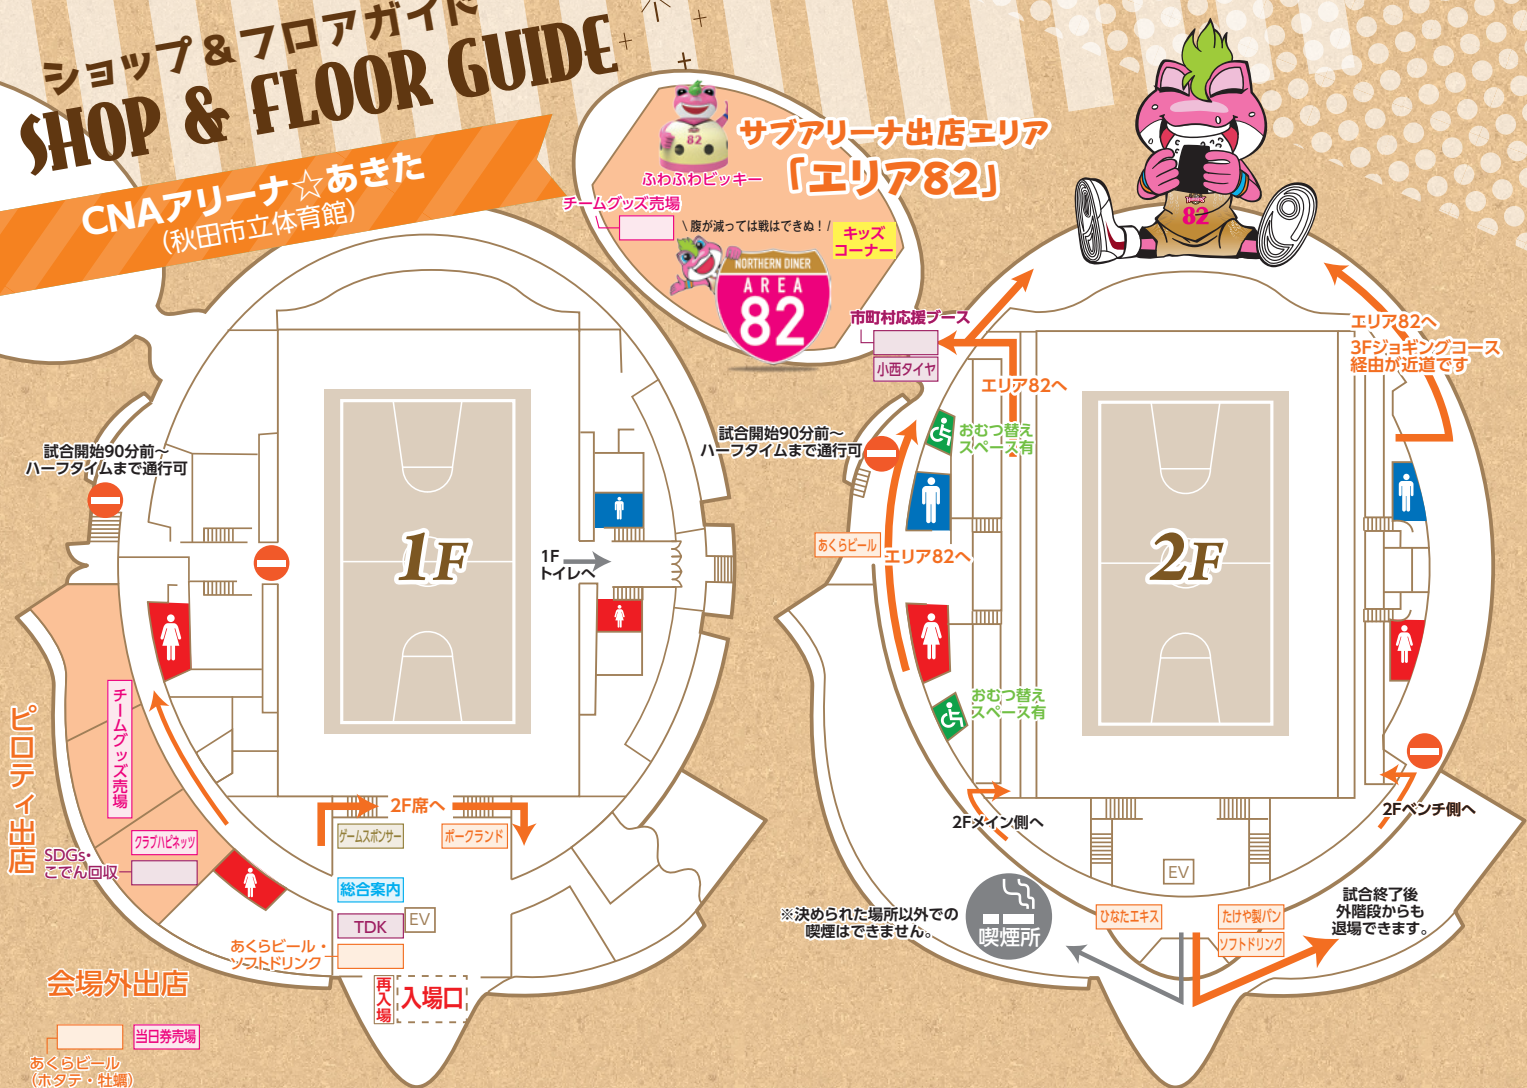 ショップ&フロアガイド
SHOP & FLOOR GUIDE
CNAアリーナ☆あきた
(秋田市立体育館)
サブアリーナ出店エリア
「エリア82」
82
ふわふわビッキー
チームグッズ売場
\ 腹が減っては戦はできぬ！/
キッズ
コーナー
NORTHERN DINER
AREA
82
82
市町村応援ブース
小西タイヤ
エリア82へ
エリア82へ
3Fジョギングコース
経由が近道です
試合開始90分前～
ハーフタイムまで通行可
1F
1F
トイレへ
チームグッズ売場
ピロティ出店
クラブハピネッツ
SDGs・
こでん回収
2F席へ
ゲームスポンサー
ポークランド
総合案内
TDK
EV
あくらビール・
ソフトドリンク
再入場
入場口
会場外出店
当日券売場
あくらビール
(ホタテ・牡蠣)
試合開始90分前～
ハーフタイムまで通行可
おむつ替え
スペース有
あくらビール
エリア82へ
2F
おむつ替え
スペース有
2Fメイン側へ
2Fベンチ側へ
EV
※決められた場所以外での
喫煙はできません。
喫煙所
ひなたエキス
たけや製パン
ソフトドリンク
試合終了後
外階段からも
退場できます。